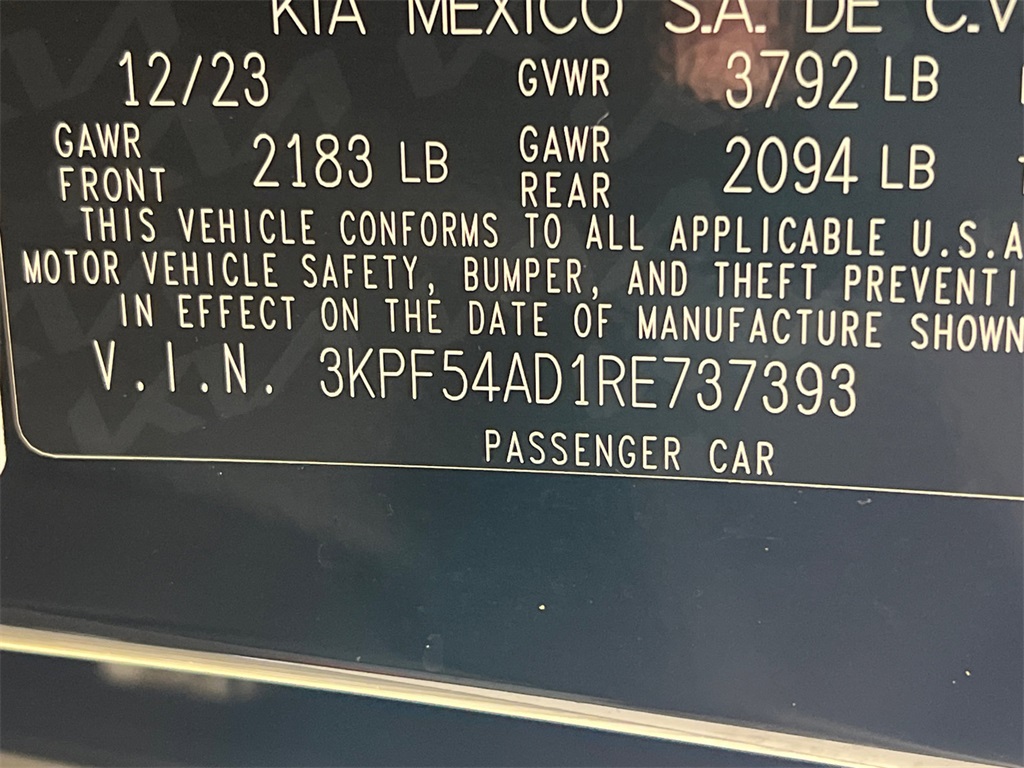 KIA MEXICO S.A. DE C.V
12/23 GVWR 3792 LB
GAWR FRONT 2183 LB GAWR REAR 2094 LB
THIS VEHICLE CONFORMS TO ALL APPLICABLE U.S.A
MOTOR VEHICLE SAFETY, BUMPER, AND THEFT PREVENTI
IN EFFECT ON THE DATE OF MANUFACTURE SHOWN
V.I.N. 3KPF54AD1RE737393
PASSENGER CAR